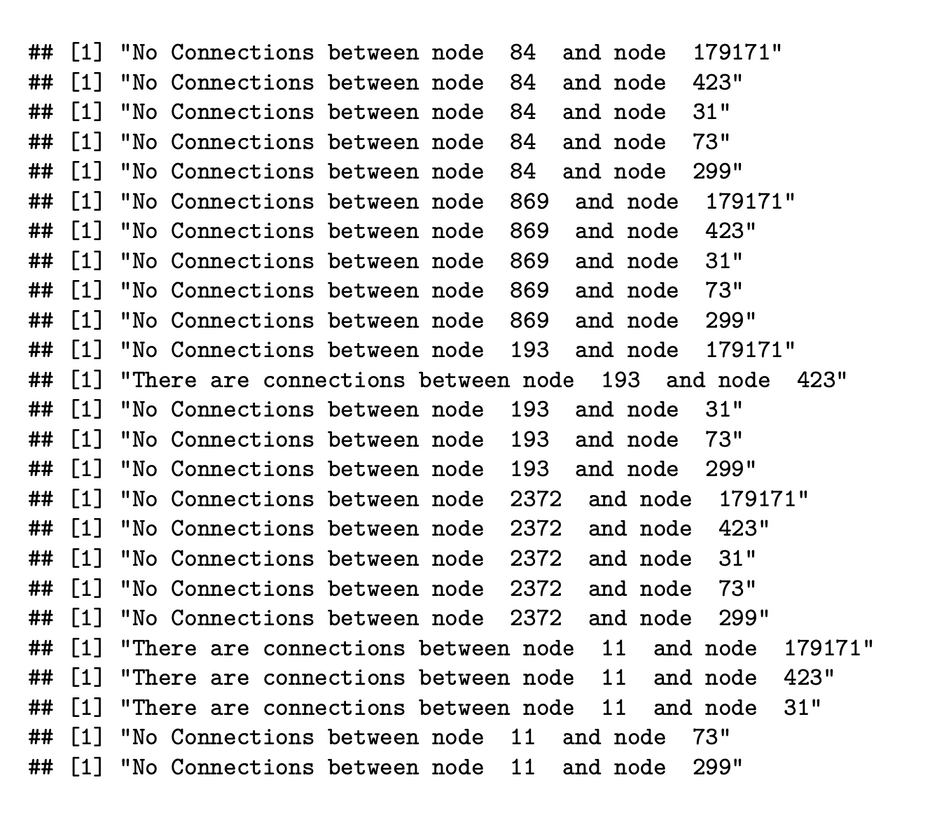 ## [1] "No Connections between node  84  and node  179171"
## [1] "No Connections between node  84  and node  423"
## [1] "No Connections between node  84  and node  31"
## [1] "No Connections between node  84  and node  73"
## [1] "No Connections between node  84  and node  299"
## [1] "No Connections between node  869  and node  179171"
## [1] "No Connections between node  869  and node  423"
## [1] "No Connections between node  869  and node  31"
## [1] "No Connections between node  869  and node  73"
## [1] "No Connections between node  869  and node  299"
## [1] "No Connections between node  193  and node  179171"
## [1] "There are connections between node  193  and node  423"
## [1] "No Connections between node  193  and node  31"
## [1] "No Connections between node  193  and node  73"
## [1] "No Connections between node  193  and node  299"
## [1] "No Connections between node  2372  and node  179171"
## [1] "No Connections between node  2372  and node  423"
## [1] "No Connections between node  2372  and node  31"
## [1] "No Connections between node  2372  and node  73"
## [1] "No Connections between node  2372  and node  299"
## [1] "There are connections between node  11  and node  179171"
## [1] "There are connections between node  11  and node  423"
## [1] "There are connections between node  11  and node  31"
## [1] "No Connections between node  11  and node  73"
## [1] "No Connections between node  11  and node  299"